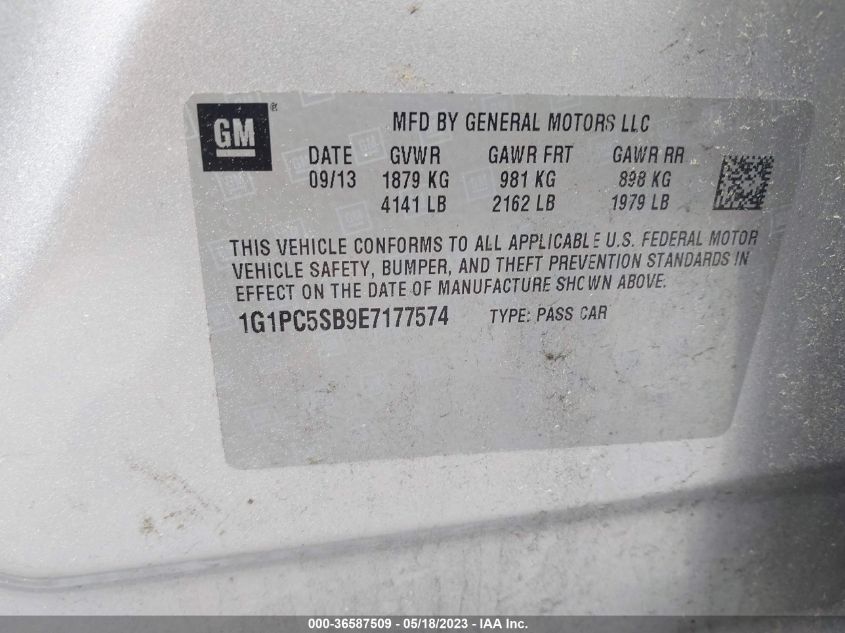 GM ®
MFD BY GENERAL MOTORS LLC
DATE GVWR GAWR FRT GAWR RR
09/13 1879 KG 981 KG 898 KG
4141 LB 2162 LB 1979 LB
THIS VEHICLE CONFORMS TO ALL APPLICABLE U.S. FEDERAL MOTOR
VEHICLE SAFETY, BUMPER, AND THEFT PREVENTION STANDARDS IN
EFFECT ON THE DATE OF MANUFACTURE SHOWN ABOVE.
1G1PC5SB9E7177574 TYPE: PASS CAR
000-36587509 - 05/18/2023 - IAA Inc.